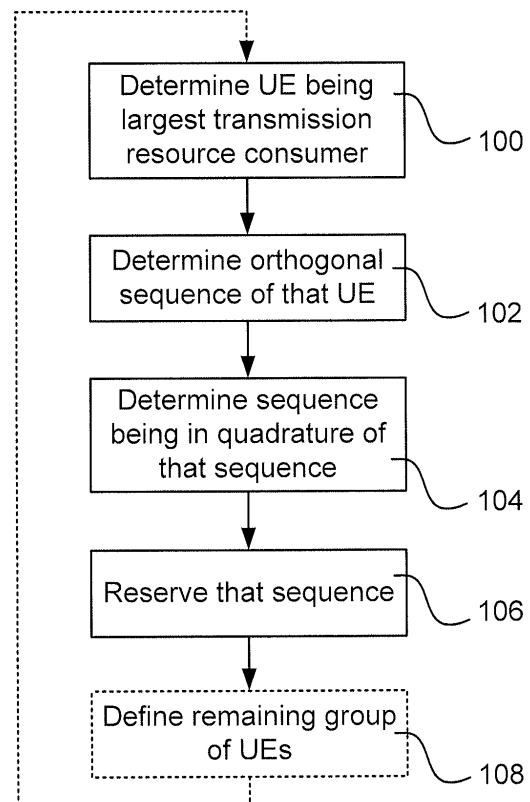 Determine UE being
largest transmission
resource consumer
100
Determine orthogonal
sequence of that UE
102
Determine sequence
being in quadrature of
that sequence
104
Reserve that sequence
106
Define remaining group
of UEs
108